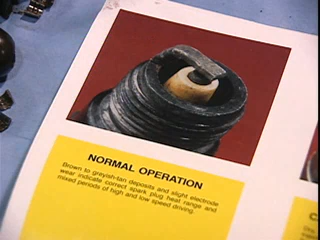 NORMAL OPERATION
Brown to greyish-tan deposits and slight electrode
wear indicate correct spark plug heat range and
mixed periods of high and low speed driving.